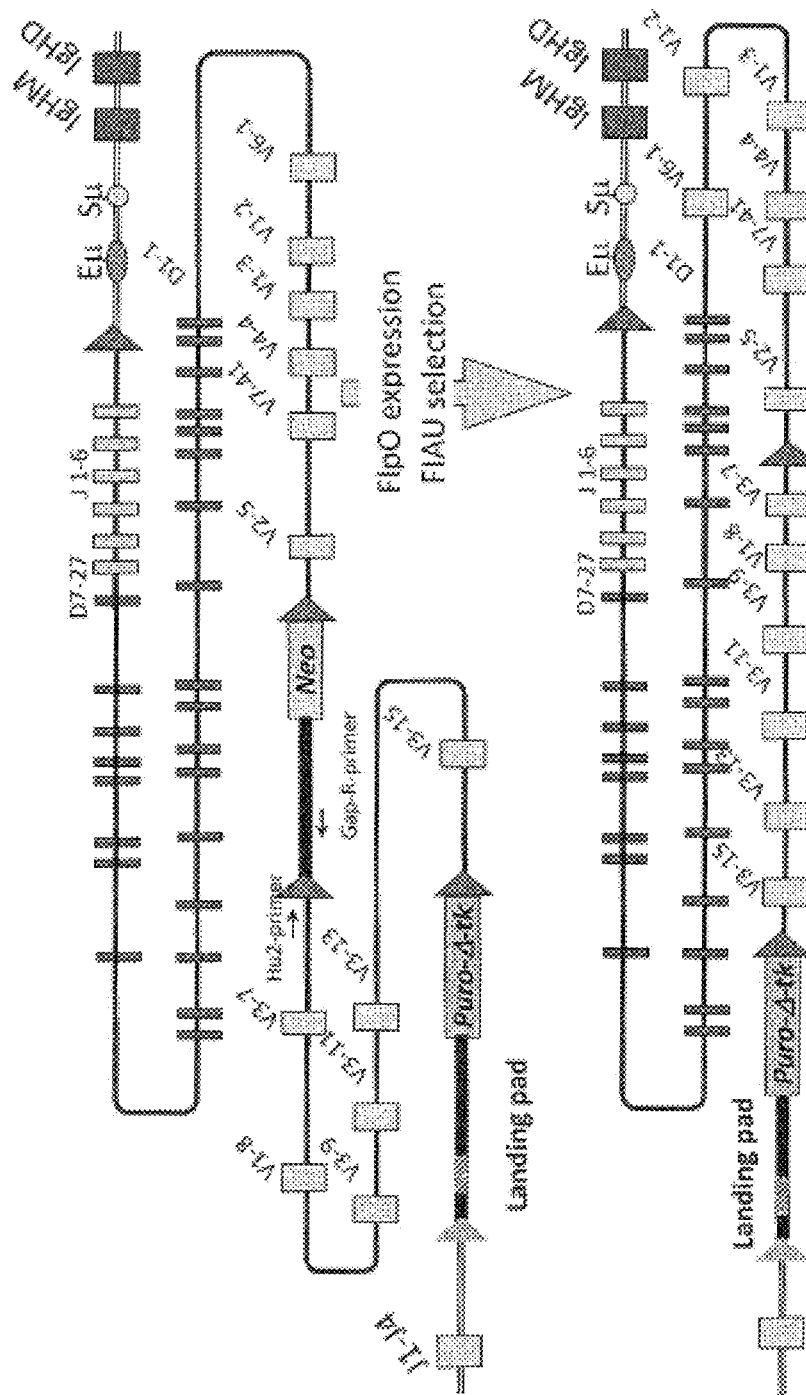 IgHD
IgHM
Sμ
Eμ
D1-1
J 1-6
D7-27
V6-1
V1-2
V1-3
V4-4
V7-41
V2-5
Neo
Gap-R-primer
Hu2-primer
V3-7
V1-8
V3-9
V3-11
V3-13
V3-15
Puro-Δ-tk
Landing pad
J1-J4
FlpO expression
FIAU selection
IgHD
IgHM
Sμ
Eμ
D1-1
J 1-6
D7-27
V6-1
V1-2
V1-3
V4-4
V7-41
V2-5
V3-7
V1-8
V3-9
V3-11
V3-13
V3-15
Puro-Δ-tk
Landing pad